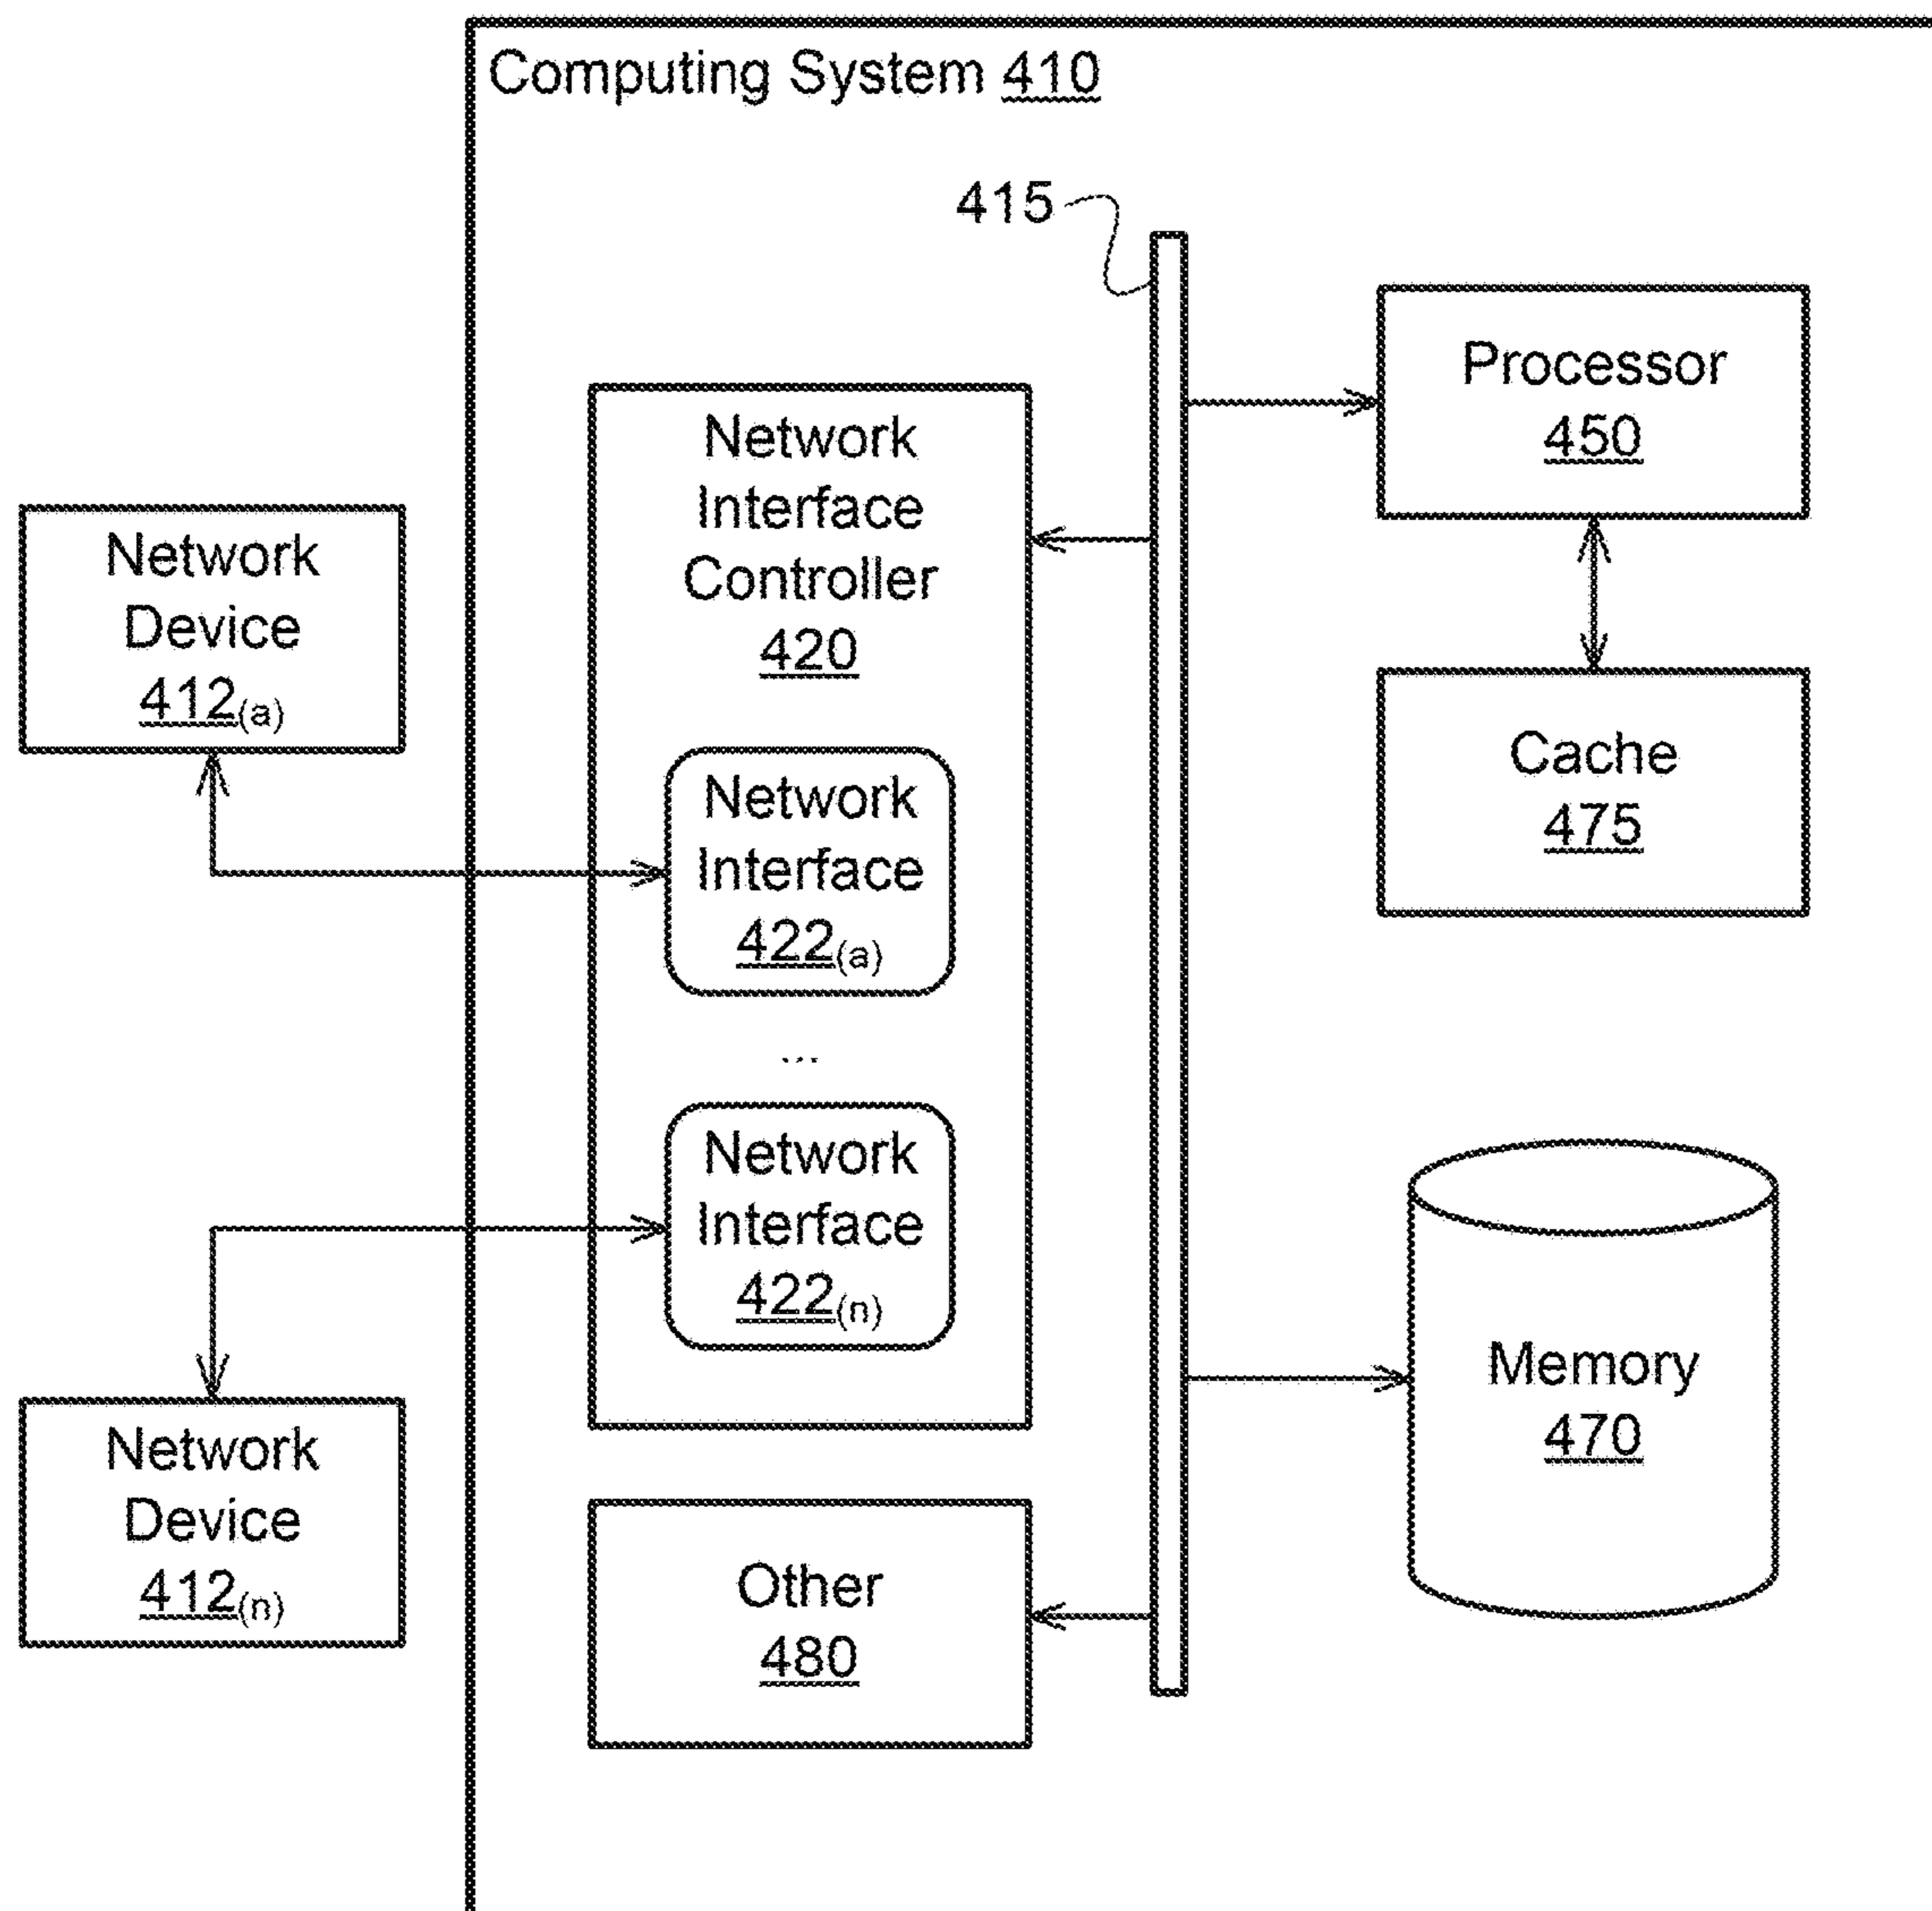 Computing System 410
415
Processor
450
Network
Interface
Controller
420
Network
Device
412(a)
Cache
475
Network
Interface
422(a)
...
Network
Interface
422(n)
Memory
470
Network
Device
412(n)
Other
480